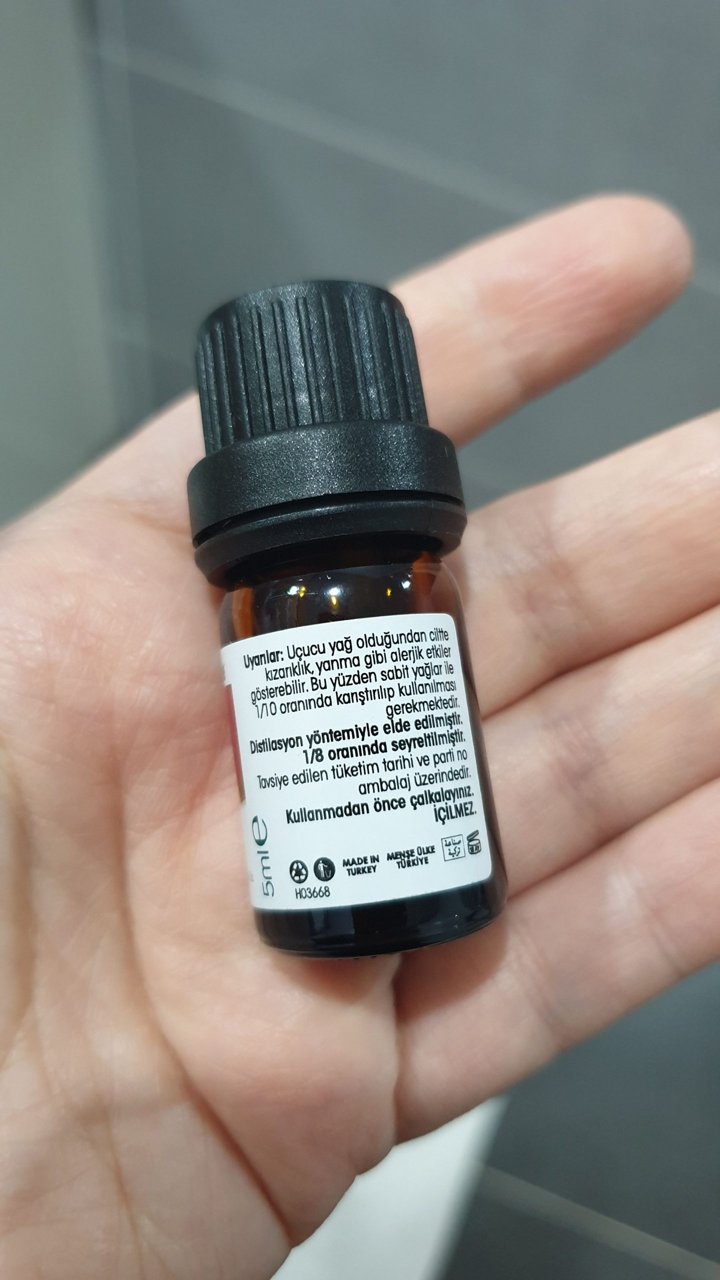 Uyarılar: Uçucu yağ olduğundan ciltte
kızarıklık, yanma gibi alerjik etkiler
gösterebilir. Bu yüzden sabit yağlar ile
1/10 oranında karıştırılıp kullanılması
gerekmektedir.
Distilasyon yöntemiyle elde edilmiştir.
1/8 oranında seyreltilmiştir.
Tavsiye edilen tüketim tarihi ve parti no
ambalaj üzerindedir.
Kullanmadan önce çalkalayınız.
İÇİLMEZ.
5ml e
MADE IN
TURKEY
MENŞE ÜLKE
TÜRKİYE
صناعة
تركية
H03668